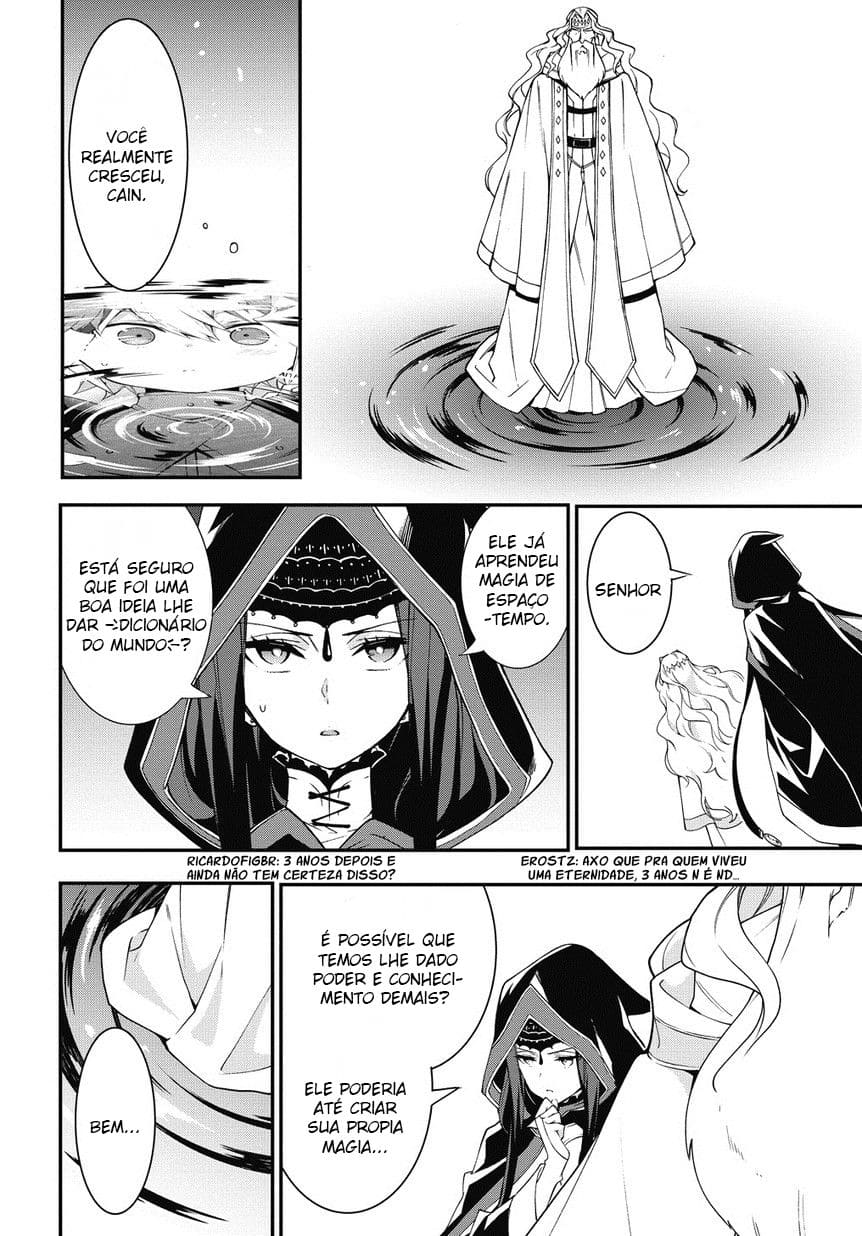 VOCÊ
REALMENTE
CRESCEU,
CAIN.
SENHOR
ELE JÁ
APRENDEU
MAGIA DE
ESPAÇO
-TEMPO.
ESTÁ SEGURO
QUE FOI UMA
BOA IDEIA LHE
DAR -:-DICIONÁRIO
DO MUNDO-:-?
RICARDOFIGBR: 3 ANOS DEPOIS E
AINDA NÃO TEM CERTEZA DISSO?
EROSTZ: AXO QUE PRA QUEM VIVEU
UMA ETERNIDADE, 3 ANOS N É ND...
É POSSÍVEL QUE
TEMOS LHE DADO
PODER E CONHECI-
MENTO DEMAIS?
ELE PODERIA
ATÉ CRIAR
SUA PROPIA
MAGIA...
BEM...